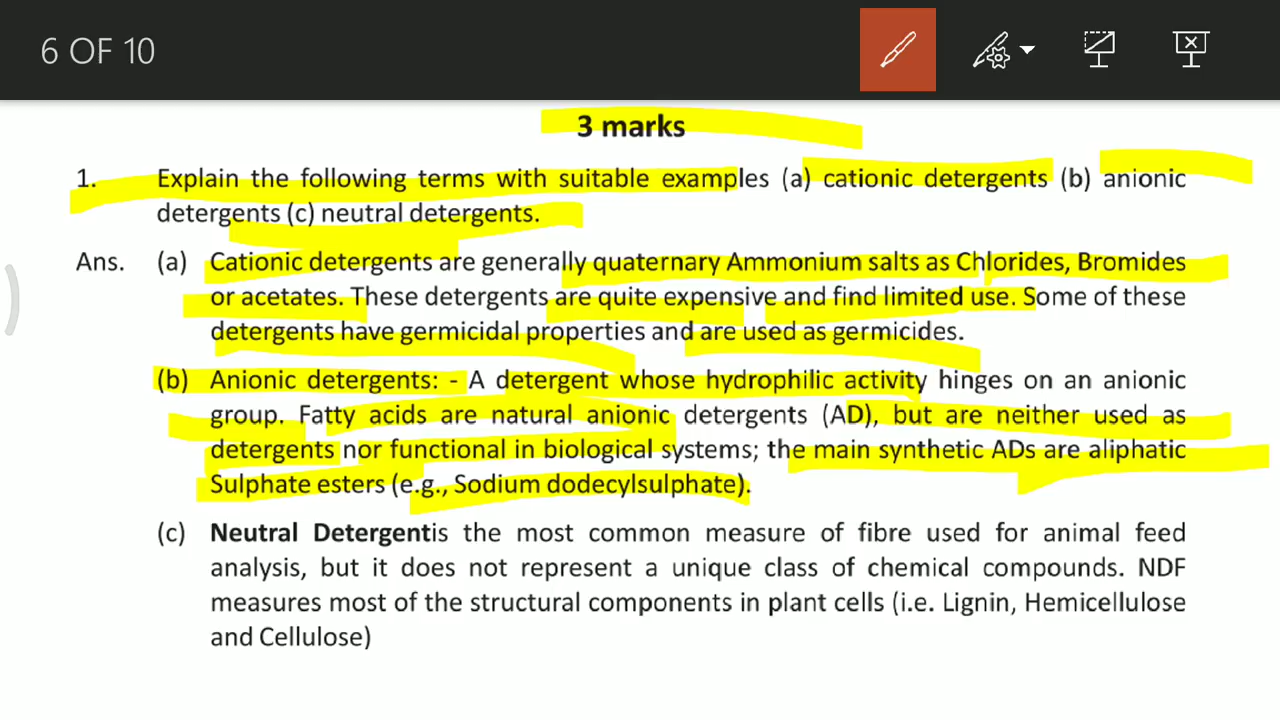 6 OF 10
3 marks
1. Explain the following terms with suitable examples (a) cationic detergents (b) anionic
detergents (c) neutral detergents.
Ans. (a) Cationic detergents are generally quaternary Ammonium salts as Chlorides, Bromides
or acetates. These detergents are quite expensive and find limited use. Some of these
detergents have germicidal properties and are used as germicides.
(b) Anionic detergents: - A detergent whose hydrophilic activity hinges on an anionic
group. Fatty acids are natural anionic detergents (AD), but are neither used as
detergents nor functional in biological systems; the main synthetic ADs are aliphatic
Sulphate esters (e.g., Sodium dodecylsulphate).
(c) Neutral Detergentis the most common measure of fibre used for animal feed
analysis, but it does not represent a unique class of chemical compounds. NDF
measures most of the structural components in plant cells (i.e. Lignin, Hemicellulose
and Cellulose)